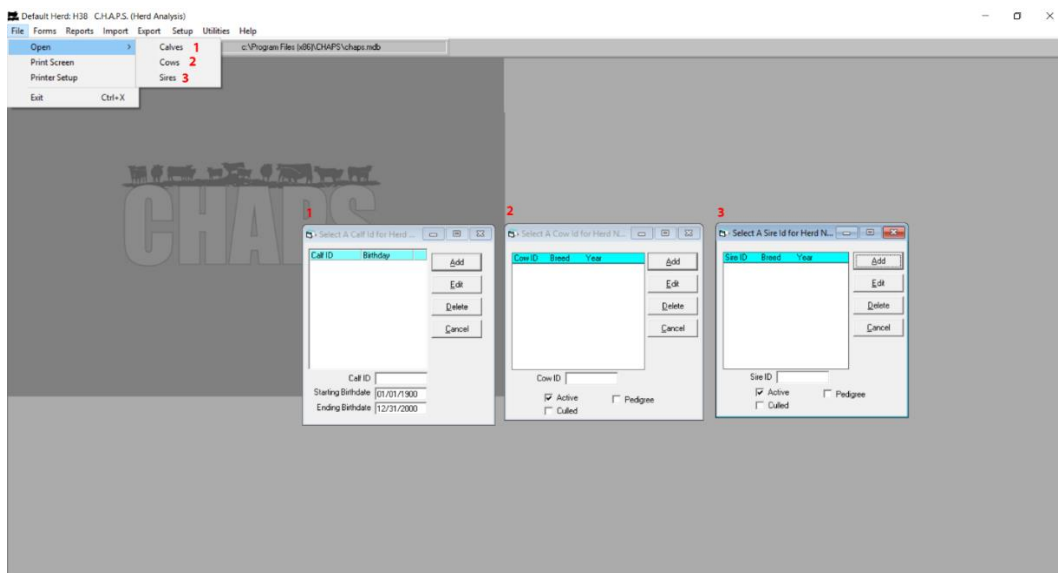 Default Herd: H3B C.H.A.P.S. (Herd Analysis)
File Forms Reports Import Export Setup Utilities Help
Open Calves 1 c:\Program Files (x86)\CHAPS\chaps.mdb
Print Screen Cows 2
Printer Setup Sires 3
Exit Ctrl+X
CHAPS
1
Select A Calf Id for Herd ...
Calf ID Birthday
Add
Edit
Delete
Cancel
Calf ID
Starting Birthdate 01/01/1900
Ending Birthdate 12/31/2000
2
Select A Cow Id for Herd N...
Cow ID Breed Year
Add
Edit
Delete
Cancel
Cow ID
Active Pedigree
Culled
3
Select A Sire Id for Herd N...
Sire ID Breed Year
Add
Edit
Delete
Cancel
Sire ID
Active Pedigree
Culled